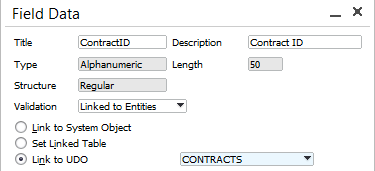 Field Data
Title ContractID Description Contract ID
Type Alphanumeric Length 50
Structure Regular
Validation Linked to Entities
Link to System Object
Set Linked Table
Link to UDO CONTRACTS